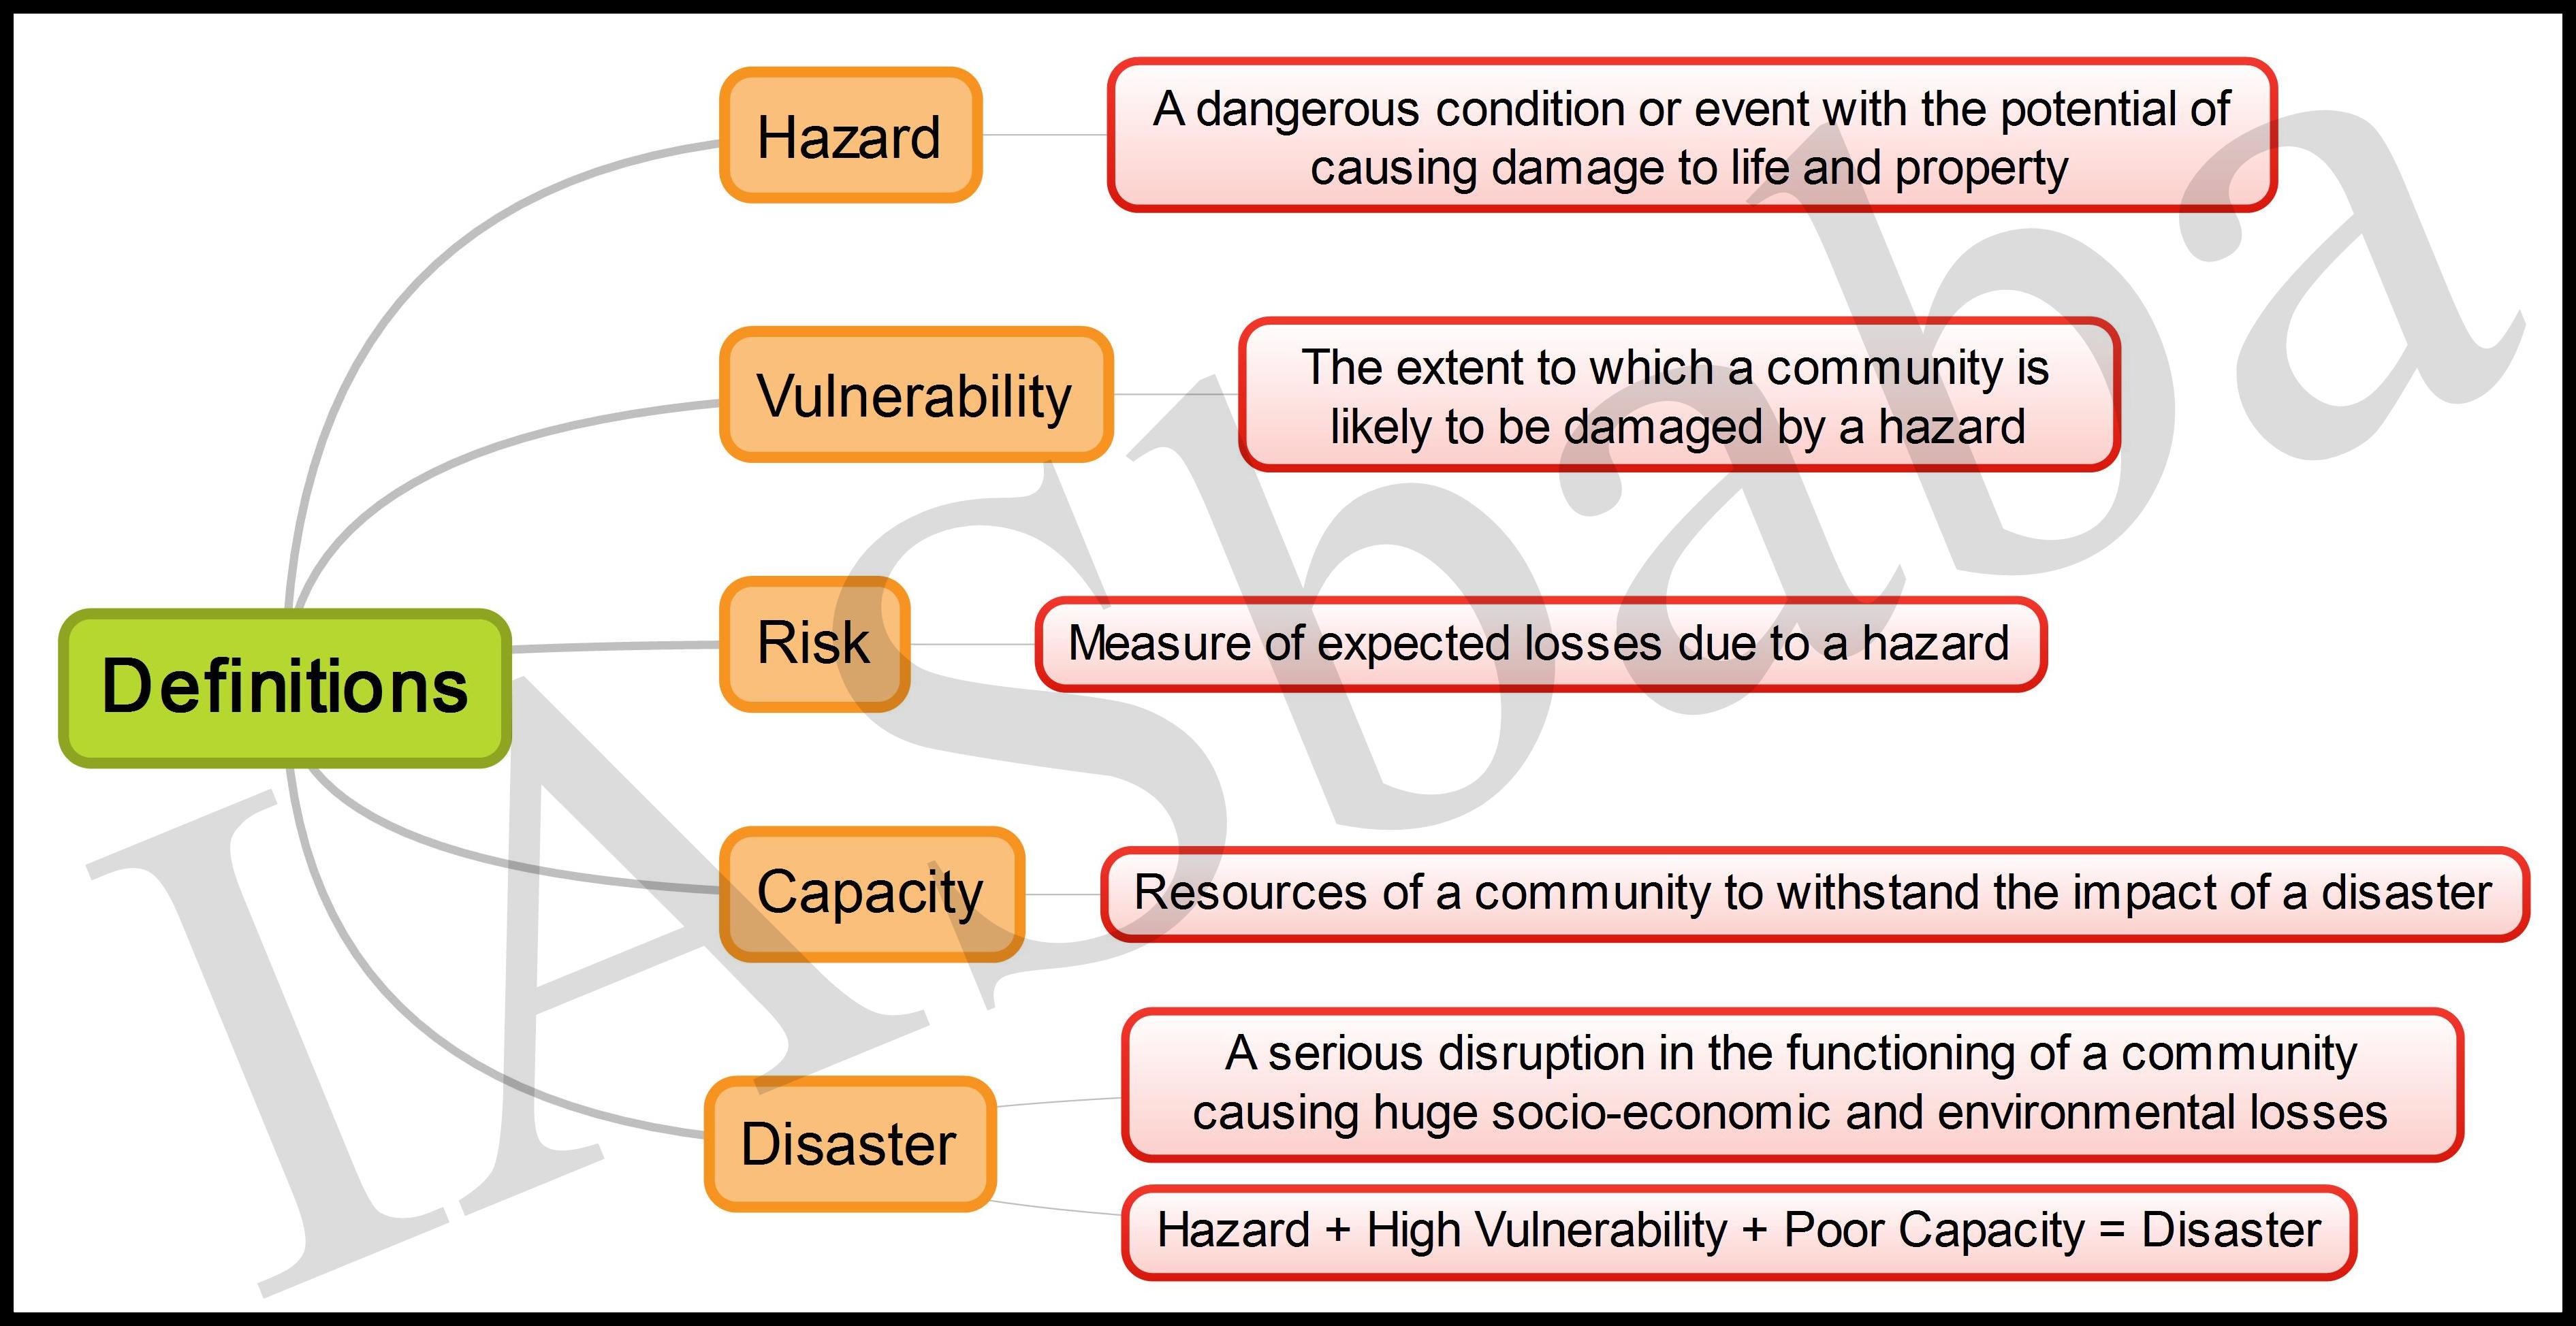 Definitions
Hazard
A dangerous condition or event with the potential of
causing damage to life and property
Vulnerability
The extent to which a community is
likely to be damaged by a hazard
Risk
Measure of expected losses due to a hazard
Capacity
Resources of a community to withstand the impact of a disaster
Disaster
A serious disruption in the functioning of a community
causing huge socio-economic and environmental losses
Hazard + High Vulnerability + Poor Capacity = Disaster
IASbaba